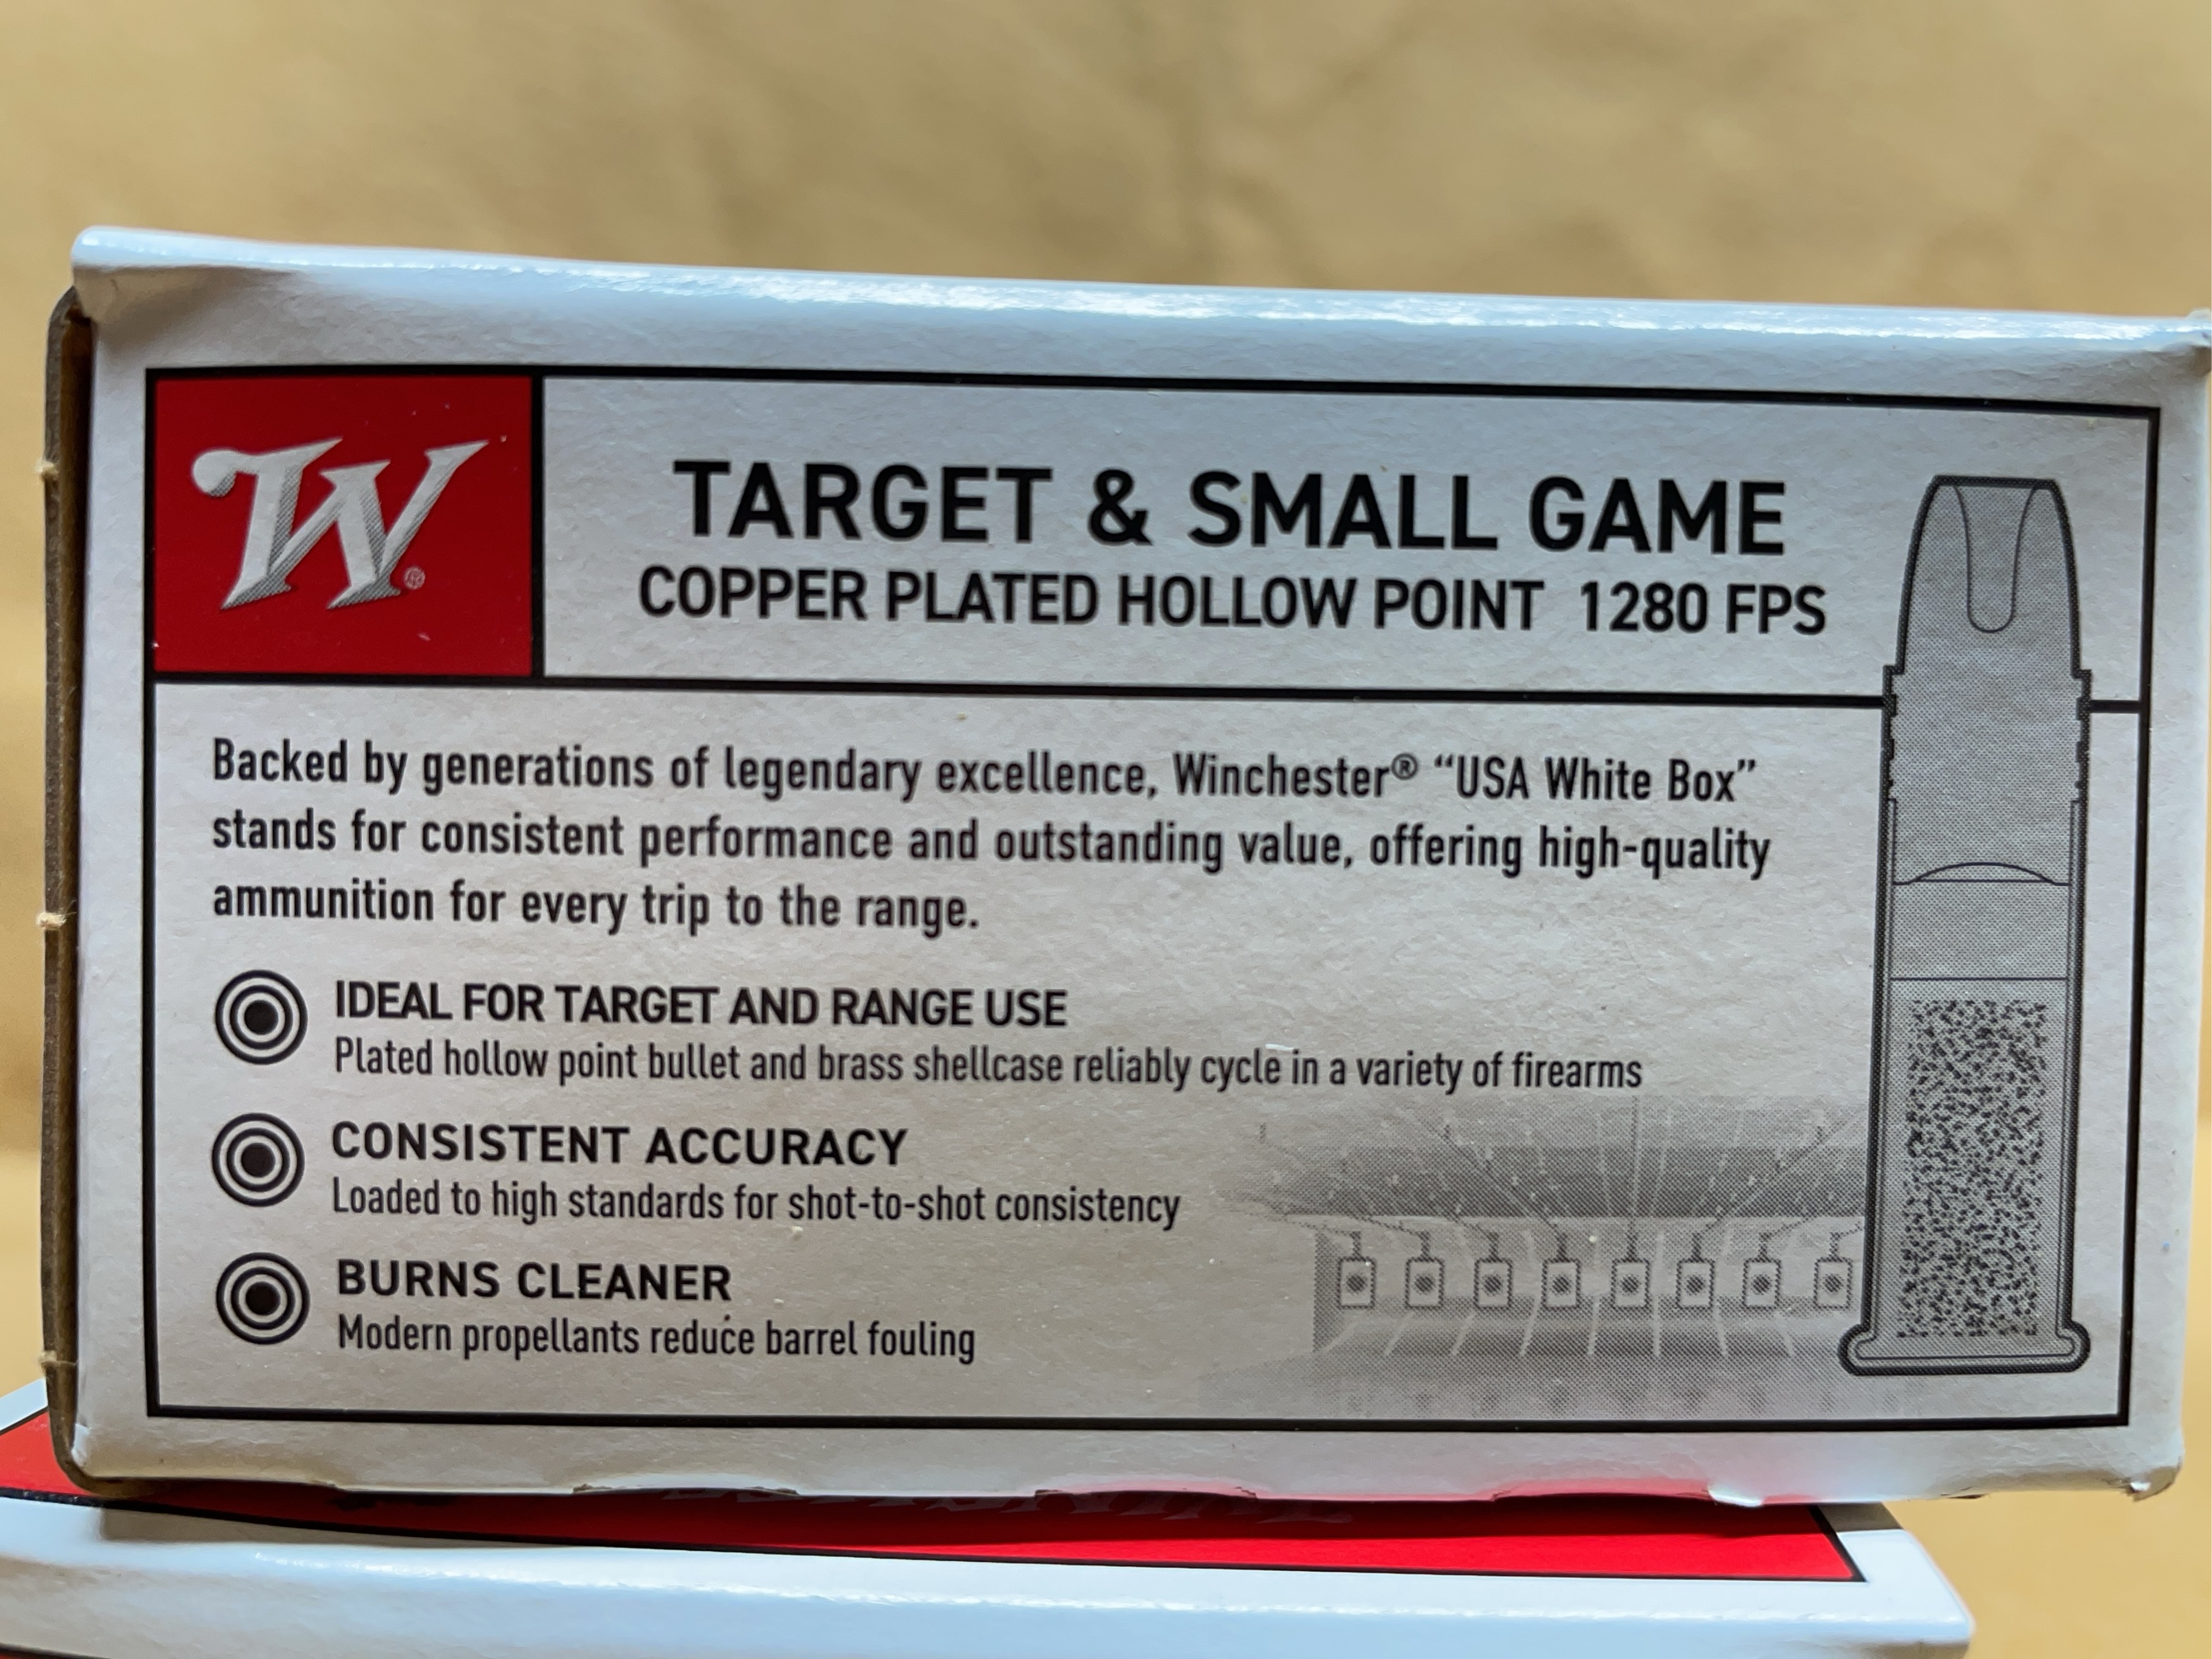 W®
TARGET & SMALL GAME
COPPER PLATED HOLLOW POINT 1280 FPS
Backed by generations of legendary excellence, Winchester® “USA White Box”
stands for consistent performance and outstanding value, offering high-quality
ammunition for every trip to the range.
IDEAL FOR TARGET AND RANGE USE
Plated hollow point bullet and brass shellcase reliably cycle in a variety of firearms
CONSISTENT ACCURACY
Loaded to high standards for shot-to-shot consistency
BURNS CLEANER
Modern propellants reduce barrel fouling